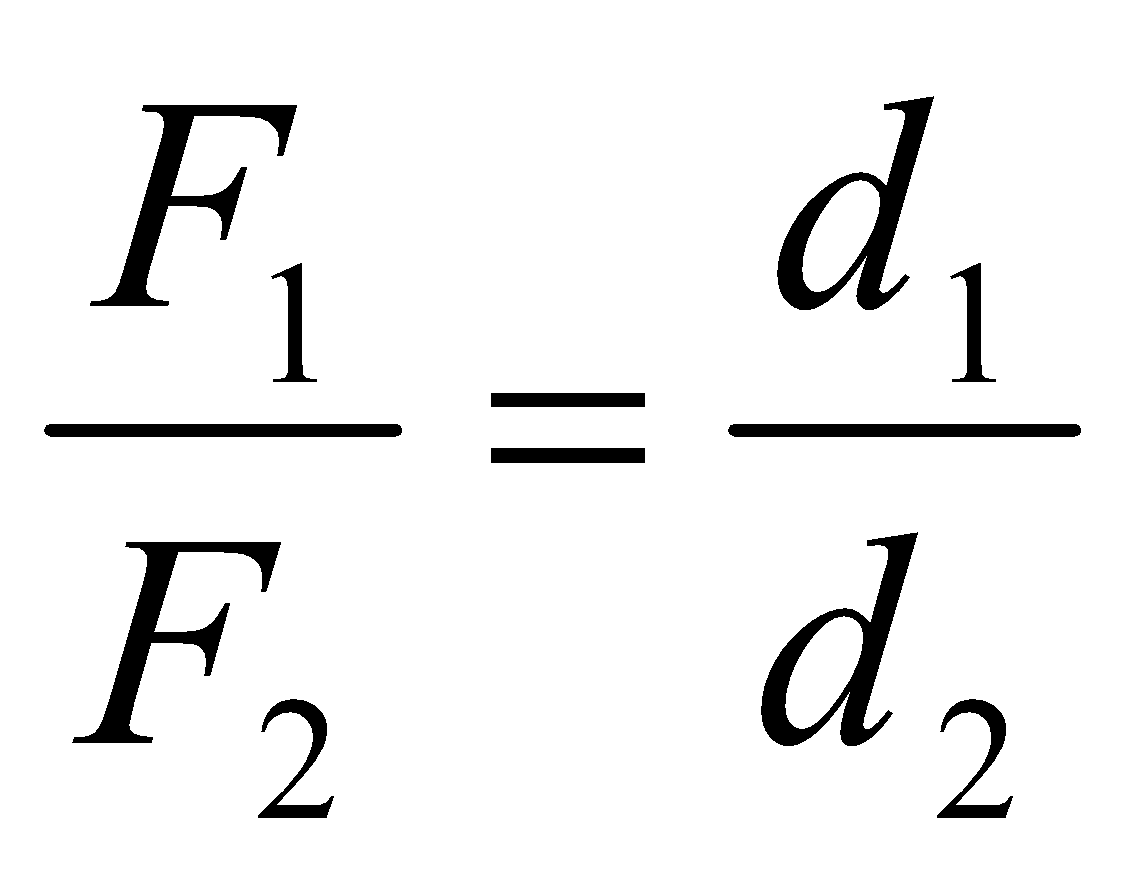 F₁/F₂ = d₁/d₂